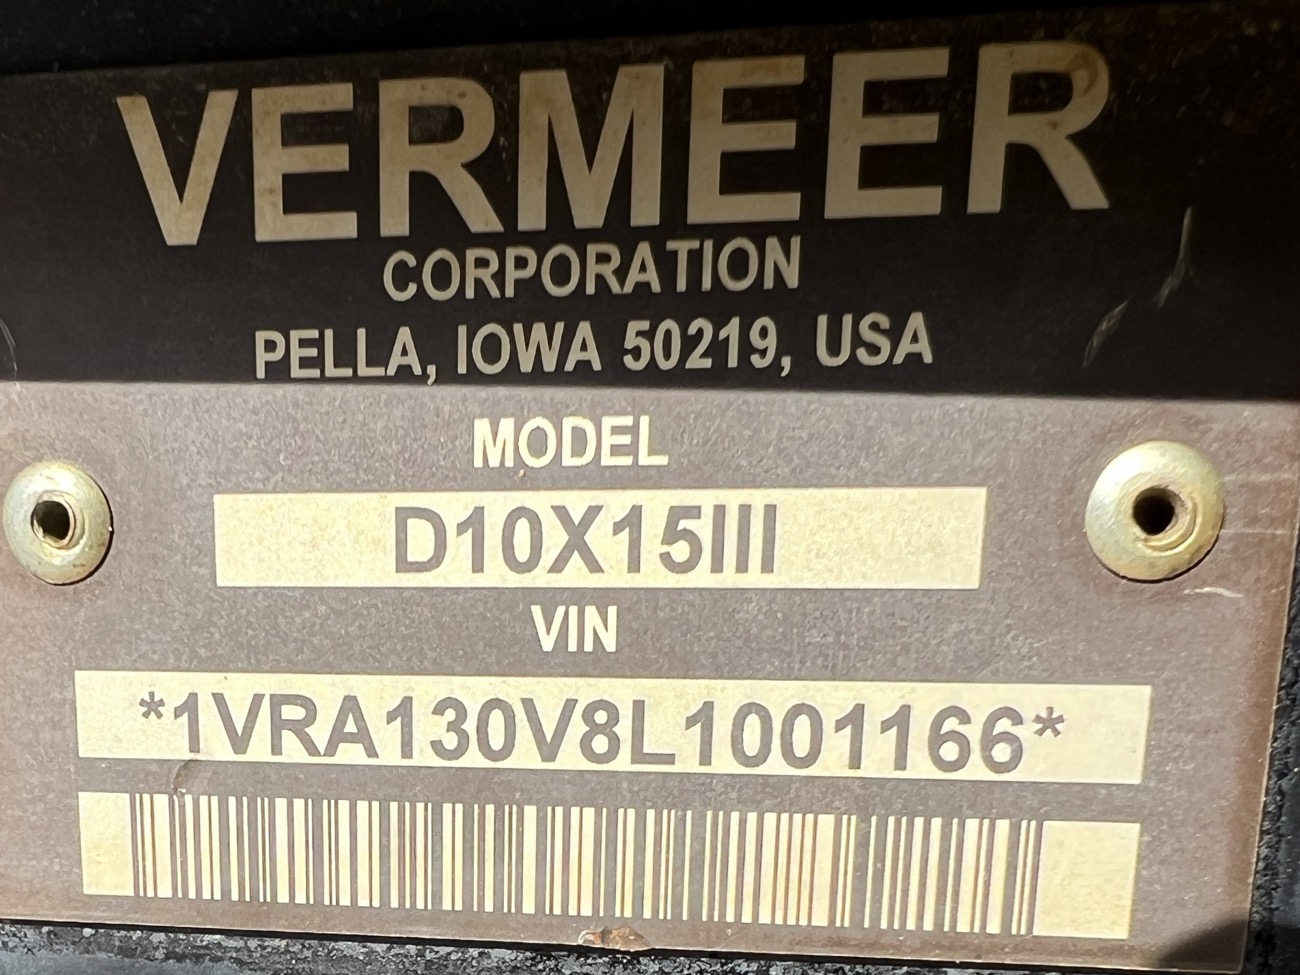 VERMEER
CORPORATION
PELLA, IOWA 50219, USA
MODEL
D10X15III
VIN
*1VRA130V8L1001166*